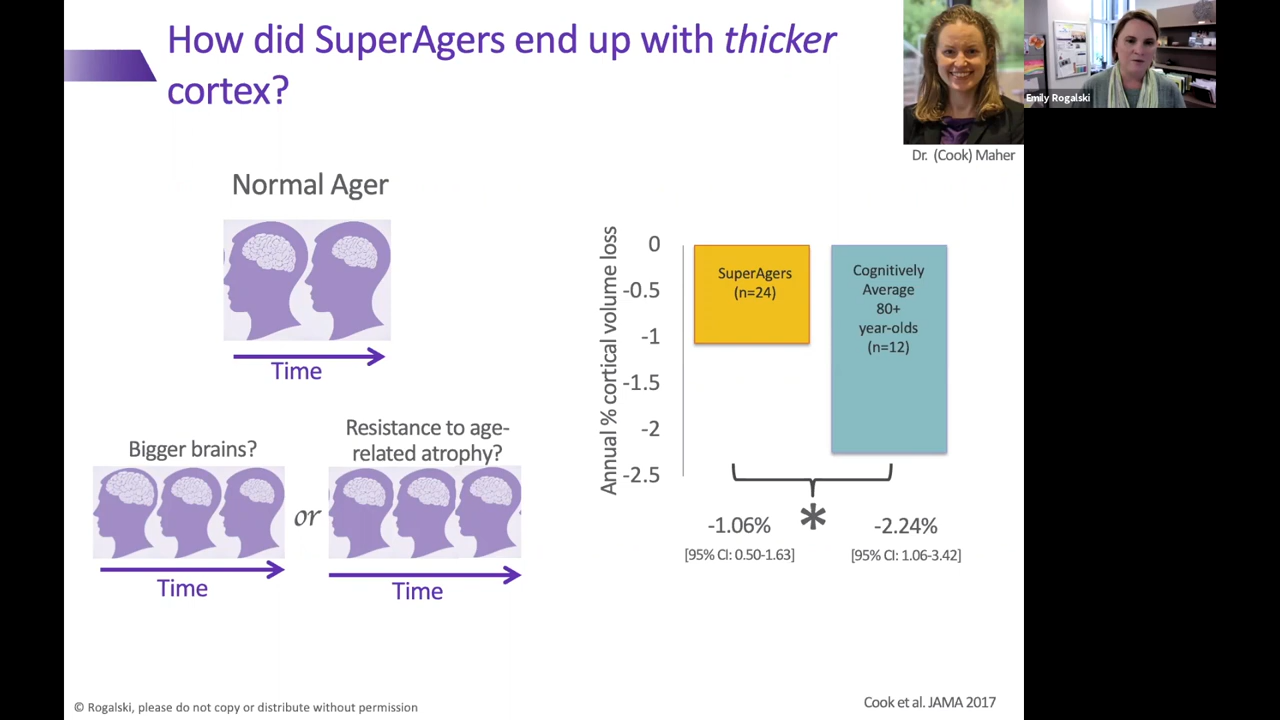 How did SuperAgers end up with thicker
cortex?
Emily Rogalski
Dr. (Cook) Maher
Normal Ager
Time
Bigger brains?
Time
or
Resistance to age-
related atrophy?
Time
Annual % cortical volume loss
0
-0.5
-1
-1.5
-2
-2.5
SuperAgers
(n=24)
Cognitively
Average
80+
year-olds
(n=12)
*
-1.06%
[95% CI: 0.50-1.63]
-2.24%
[95% CI: 1.06-3.42]
© Rogalski, please do not copy or distribute without permission
Cook et al. JAMA 2017